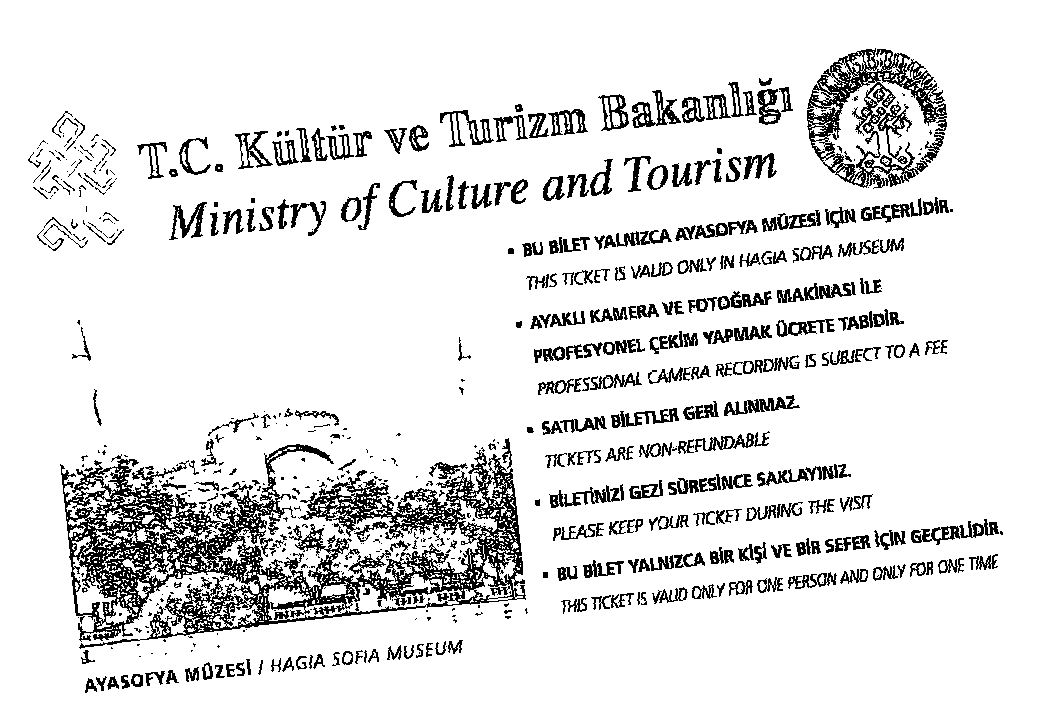 T.C. Kültür ve Turizm Bakanlığı
Ministry of Culture and Tourism
• BU BİLET YALNIZCA AYASOFYA MÜZESİ İÇİN GEÇERLİDİR.
THIS TICKET IS VALID ONLY IN HAGIA SOFIA MUSEUM
• AYAKLI KAMERA VE FOTOĞRAF MAKİNASI İLE
PROFESYONEL ÇEKİM YAPMAK ÜCRETE TABİDİR.
PROFESSIONAL CAMERA RECORDING IS SUBJECT TO A FEE
• SATILAN BİLETLER GERİ ALINMAZ.
TICKETS ARE NON-REFUNDABLE
• BİLETİNİZİ GEZİ SÜRESİNCE SAKLAYINIZ.
PLEASE KEEP YOUR TICKET DURING THE VISIT
• BU BİLET YALNIZCA BİR KİŞİ VE BİR SEFER İÇİN GEÇERLİDİR.
THIS TICKET IS VALID ONLY FOR ONE PERSON AND ONLY FOR ONE TIME
AYASOFYA MÜZESİ / HAGIA SOFIA MUSEUM